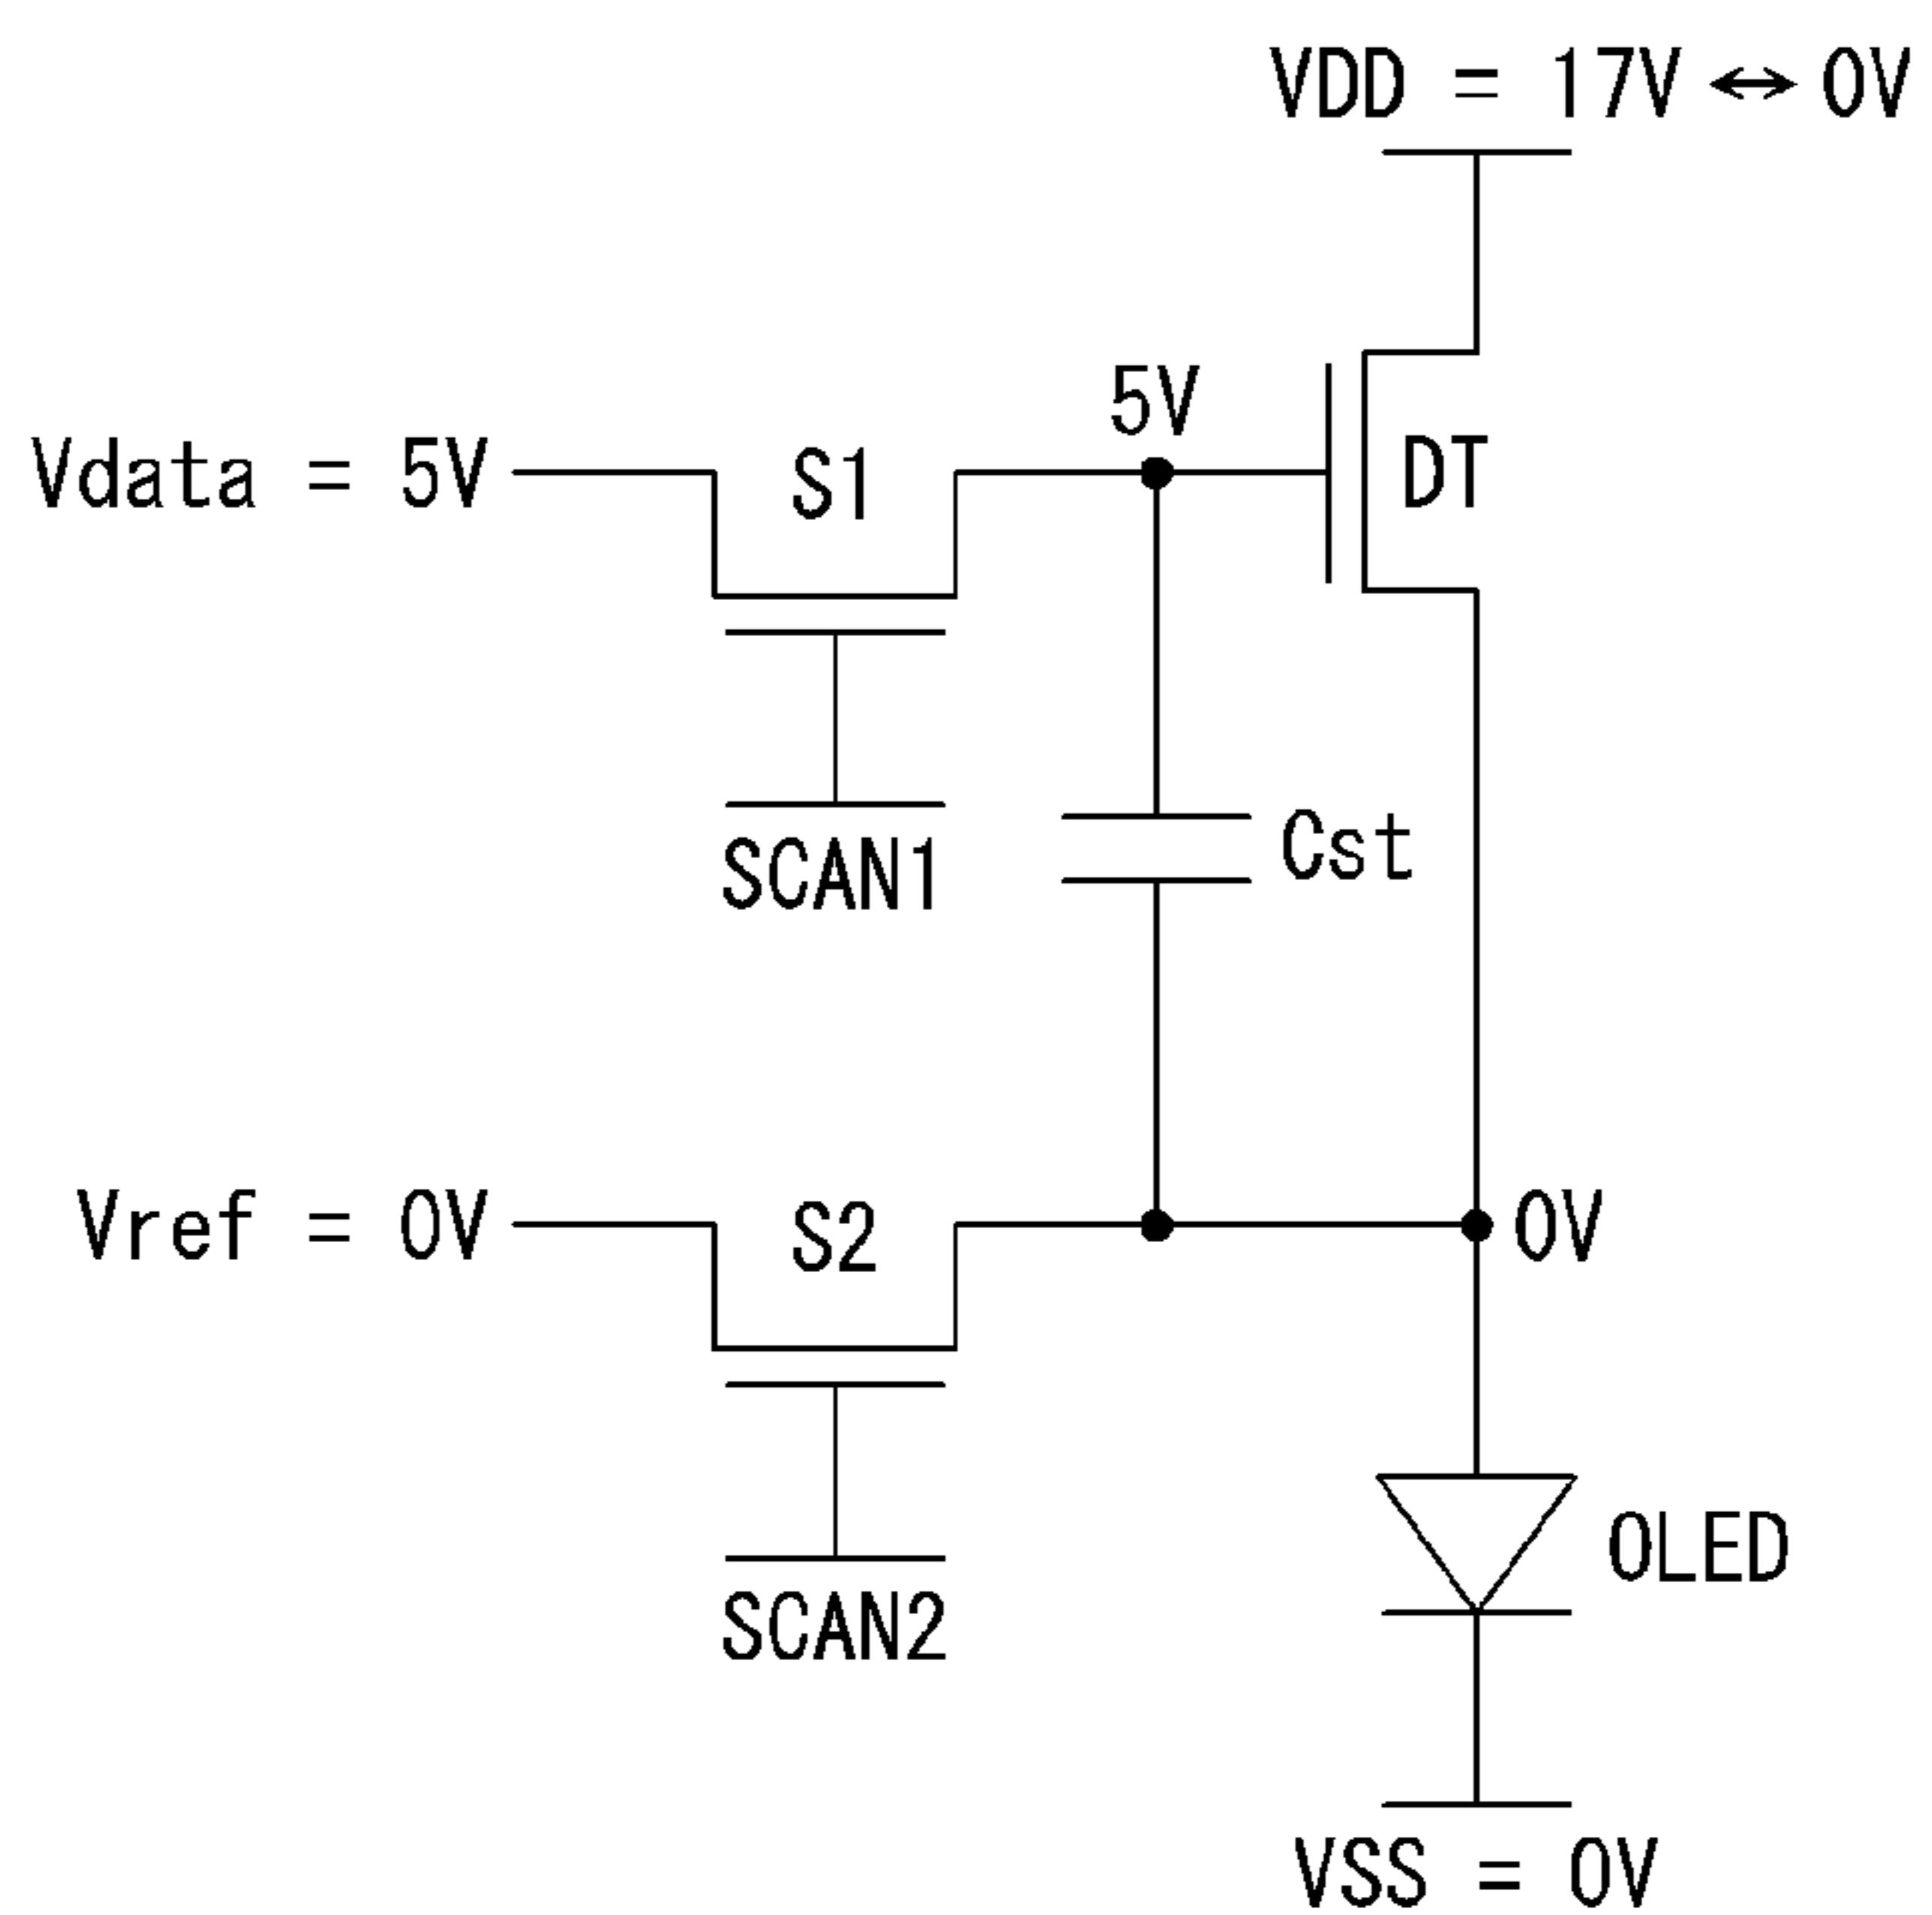 VDD = 17V ↔ 0V
5V
Vdata = 5V
S1
DT
SCAN1
Cst
Vref = 0V
S2
0V
SCAN2
OLED
VSS = 0V